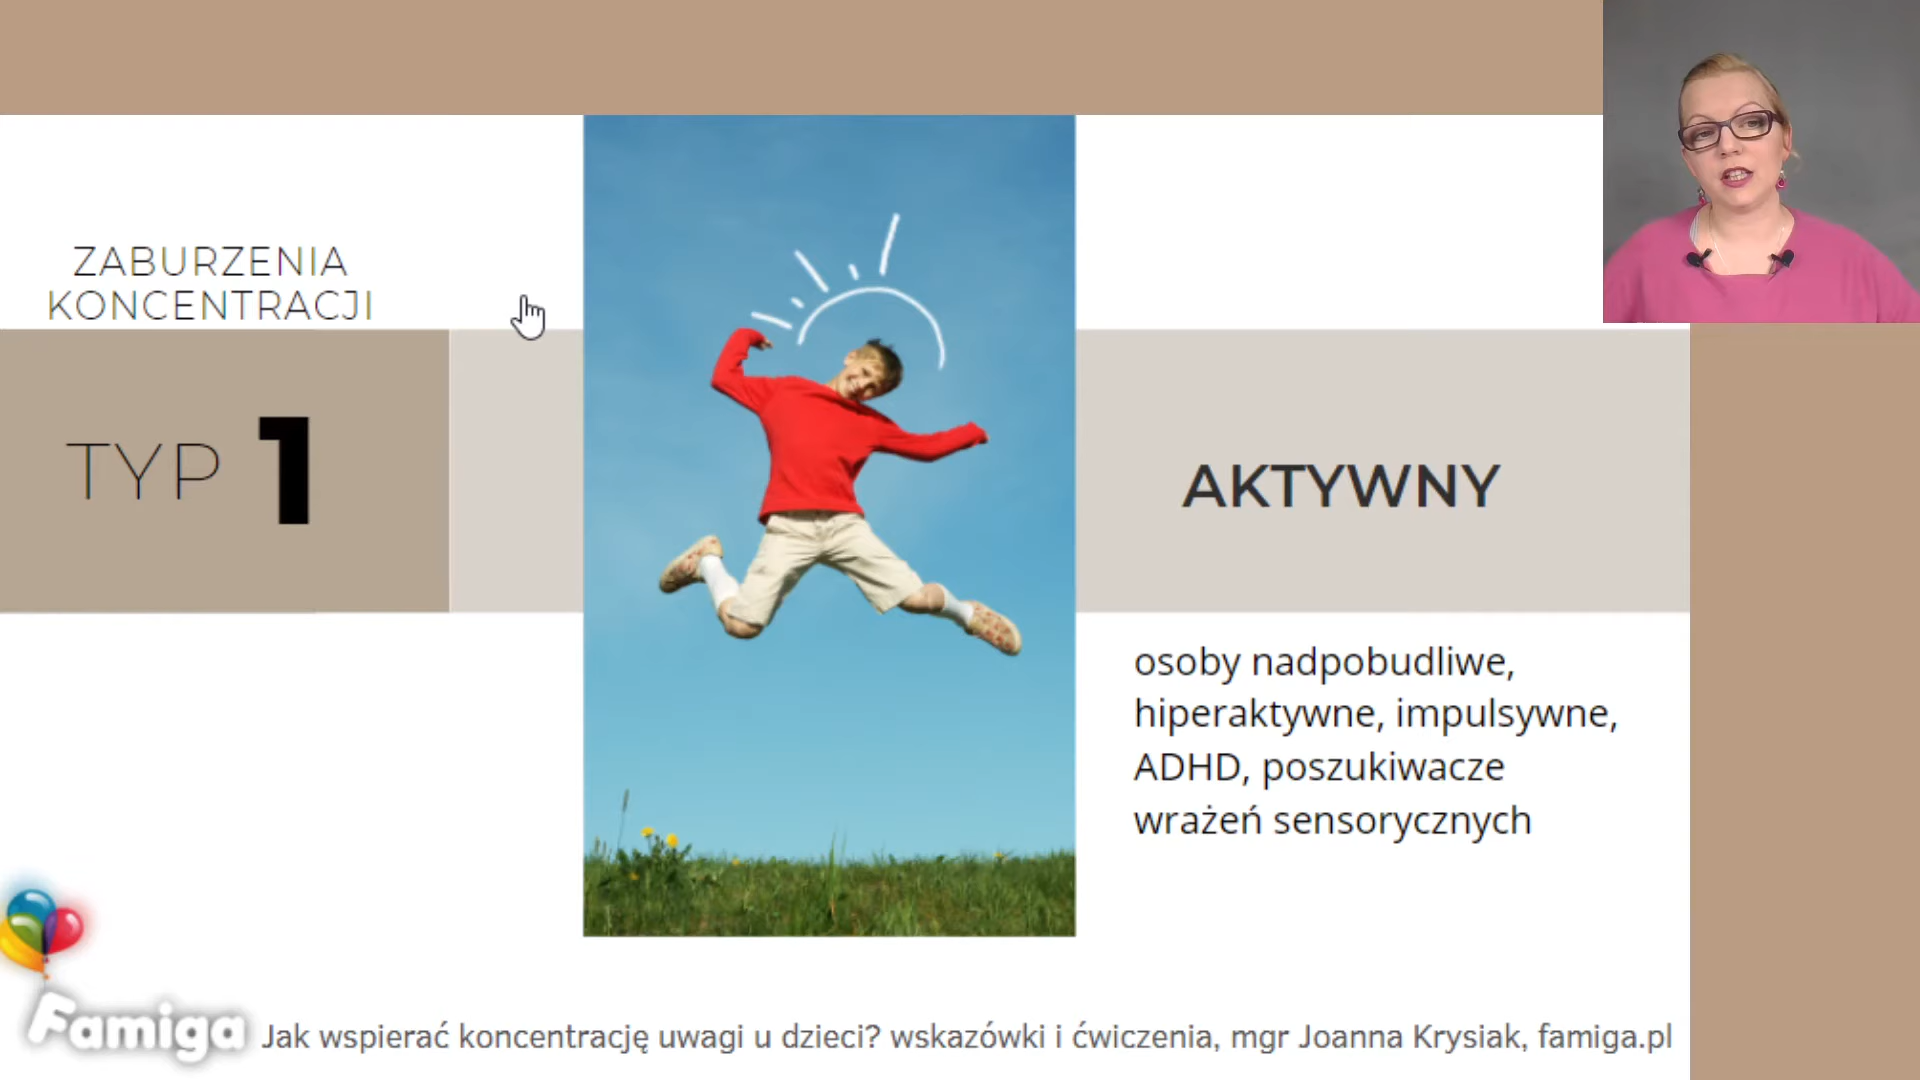 ZABURZENIA
KONCENTRACJI
TYP 1
AKTYWNY
osoby nadpobudliwe,
hiperaktywne, impulsywne,
ADHD, poszukiwacze
wrażeń sensorycznych
Famiga
Jak wspierać koncentrację uwagi u dzieci? wskazówki i ćwiczenia, mgr Joanna Krysiak, famiga.pl